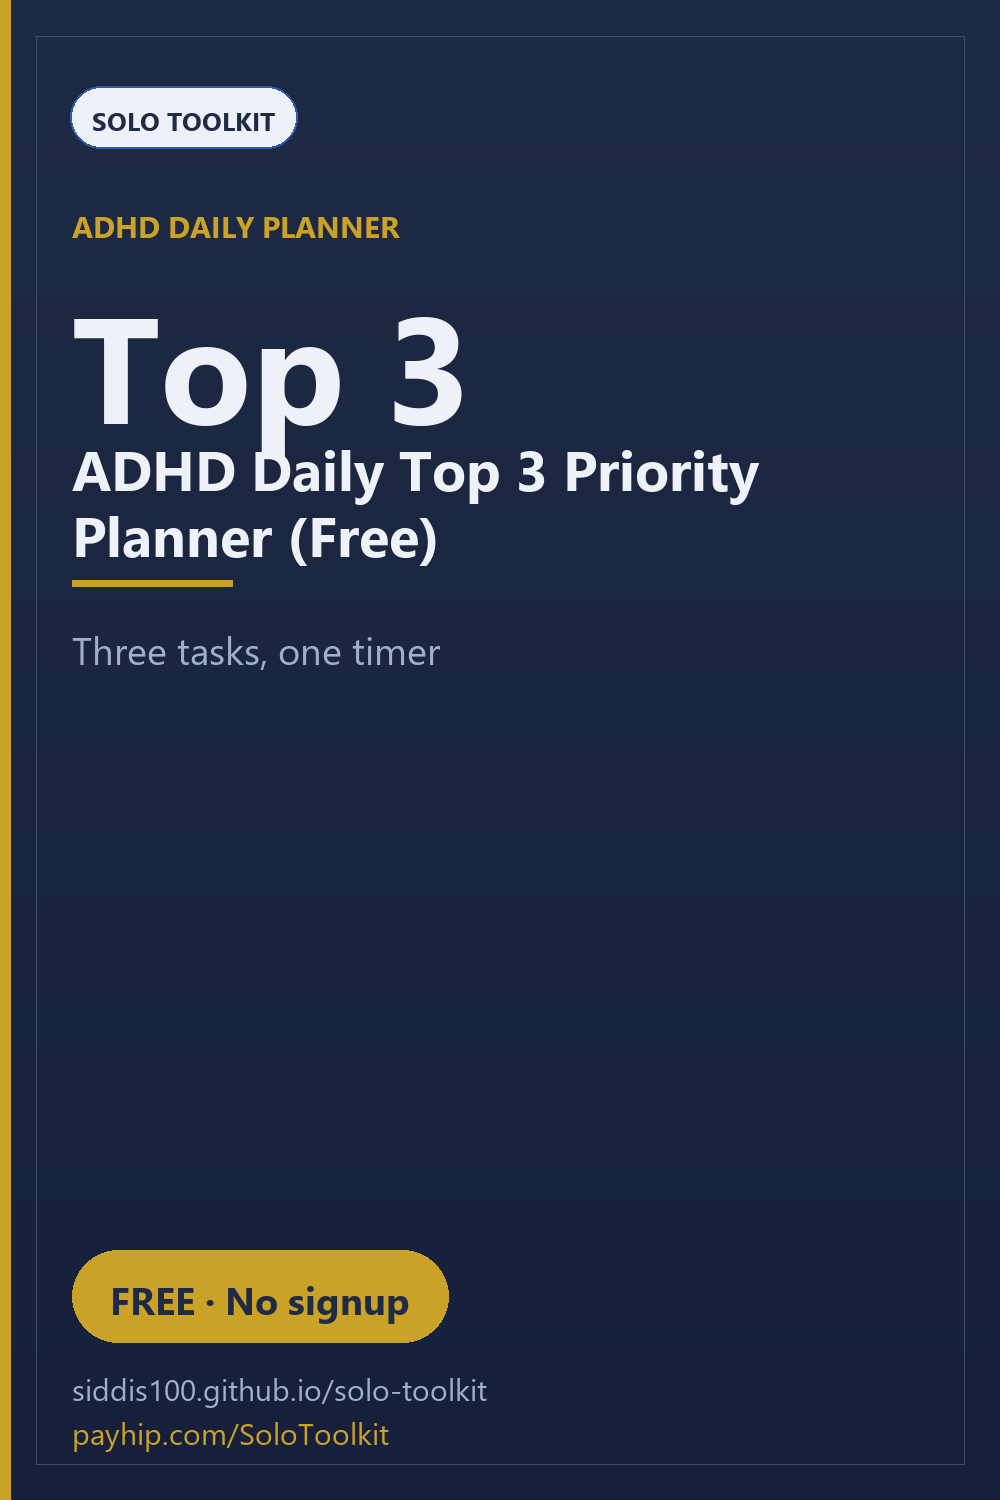 SOLO TOOLKIT
ADHD DAILY PLANNER
Top 3
ADHD Daily Top 3 Priority
Planner (Free)
Three tasks, one timer
FREE · No signup
siddis100.github.io/solo-toolkit
payhip.com/SoloToolkit